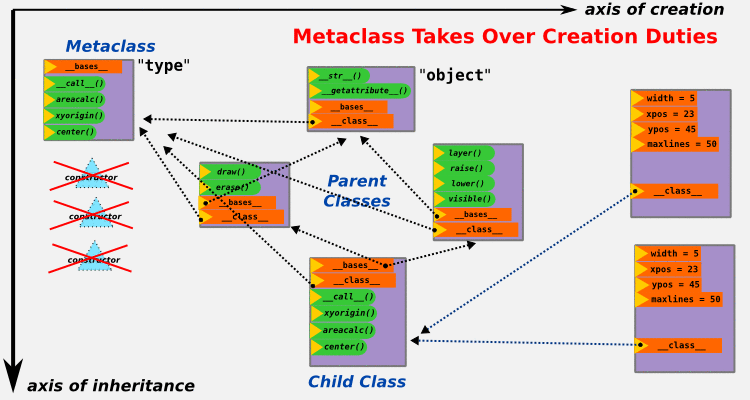 axis of creation
Metaclass Takes Over Creation Duties
Metaclass
"type"
__bases__
__call__()
areacalc()
xyorigin()
center()
constructor
constructor
constructor
"object"
__str__()
__getattribute__()
__bases__
__class__
draw()
erase()
__bases__
__class__
Parent
Classes
layer()
raise()
lower()
visible()
__bases__
__class__
width = 5
xpos = 23
ypos = 45
maxlines = 50
__class__
__bases__
__class__
__call__()
xyorigin()
areacalc()
center()
Child Class
width = 5
xpos = 23
ypos = 45
maxlines = 50
__class__
axis of inheritance